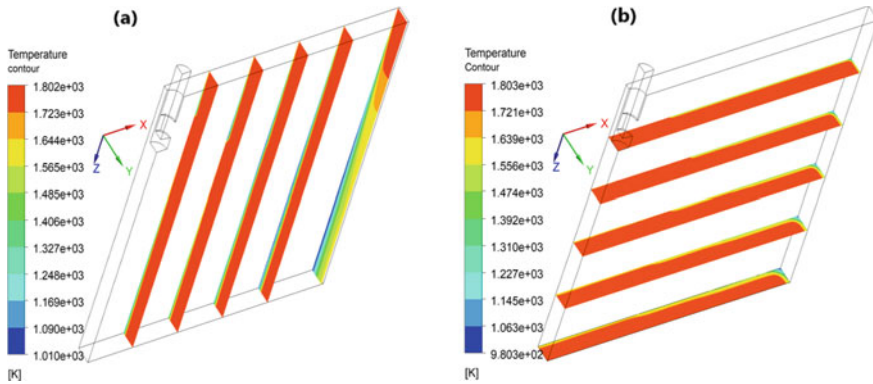 (a)
Temperature
contour
1.802e+03
1.723e+03
1.644e+03
1.565e+03
1.485e+03
1.406e+03
1.327e+03
1.248e+03
1.169e+03
1.090e+03
1.010e+03
[K]
X
Y
Z
(b)
Temperature
Contour
1.803e+03
1.721e+03
1.639e+03
1.556e+03
1.474e+03
1.392e+03
1.310e+03
1.227e+03
1.145e+03
1.063e+03
9.803e+02
[K]
X
Y
Z